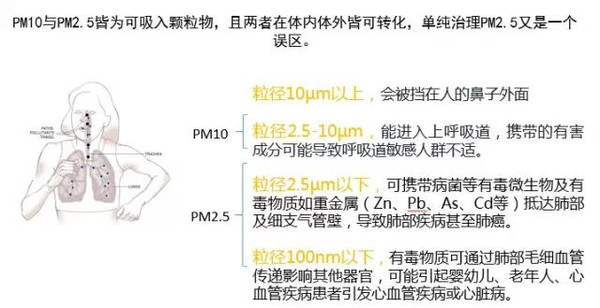 PM10与PM2.5皆为可吸入颗粒物，且两者在体内体外皆可转化，单纯治理PM2.5又是一个
误区。
粒径10μm以上，会被挡在人的鼻子外面
PM10
粒径2.5-10μm，能进入上呼吸道，携带的有害
成分可能导致呼吸道敏感人群不适。
PM2.5
粒径2.5μm以下，可携带病菌等有毒微生物及有
毒物质如重金属（Zn、Pb、As、Cd等）抵达肺部
及细支气管壁，导致肺部疾病甚至肺癌。
粒径100nm以下，有毒物质可通过肺部毛细血管
传递影响其他器官，可能引起婴幼儿、老年人、心
血管疾病患者引发心血管疾病或心脏病。
TRACHEA
LUNGS